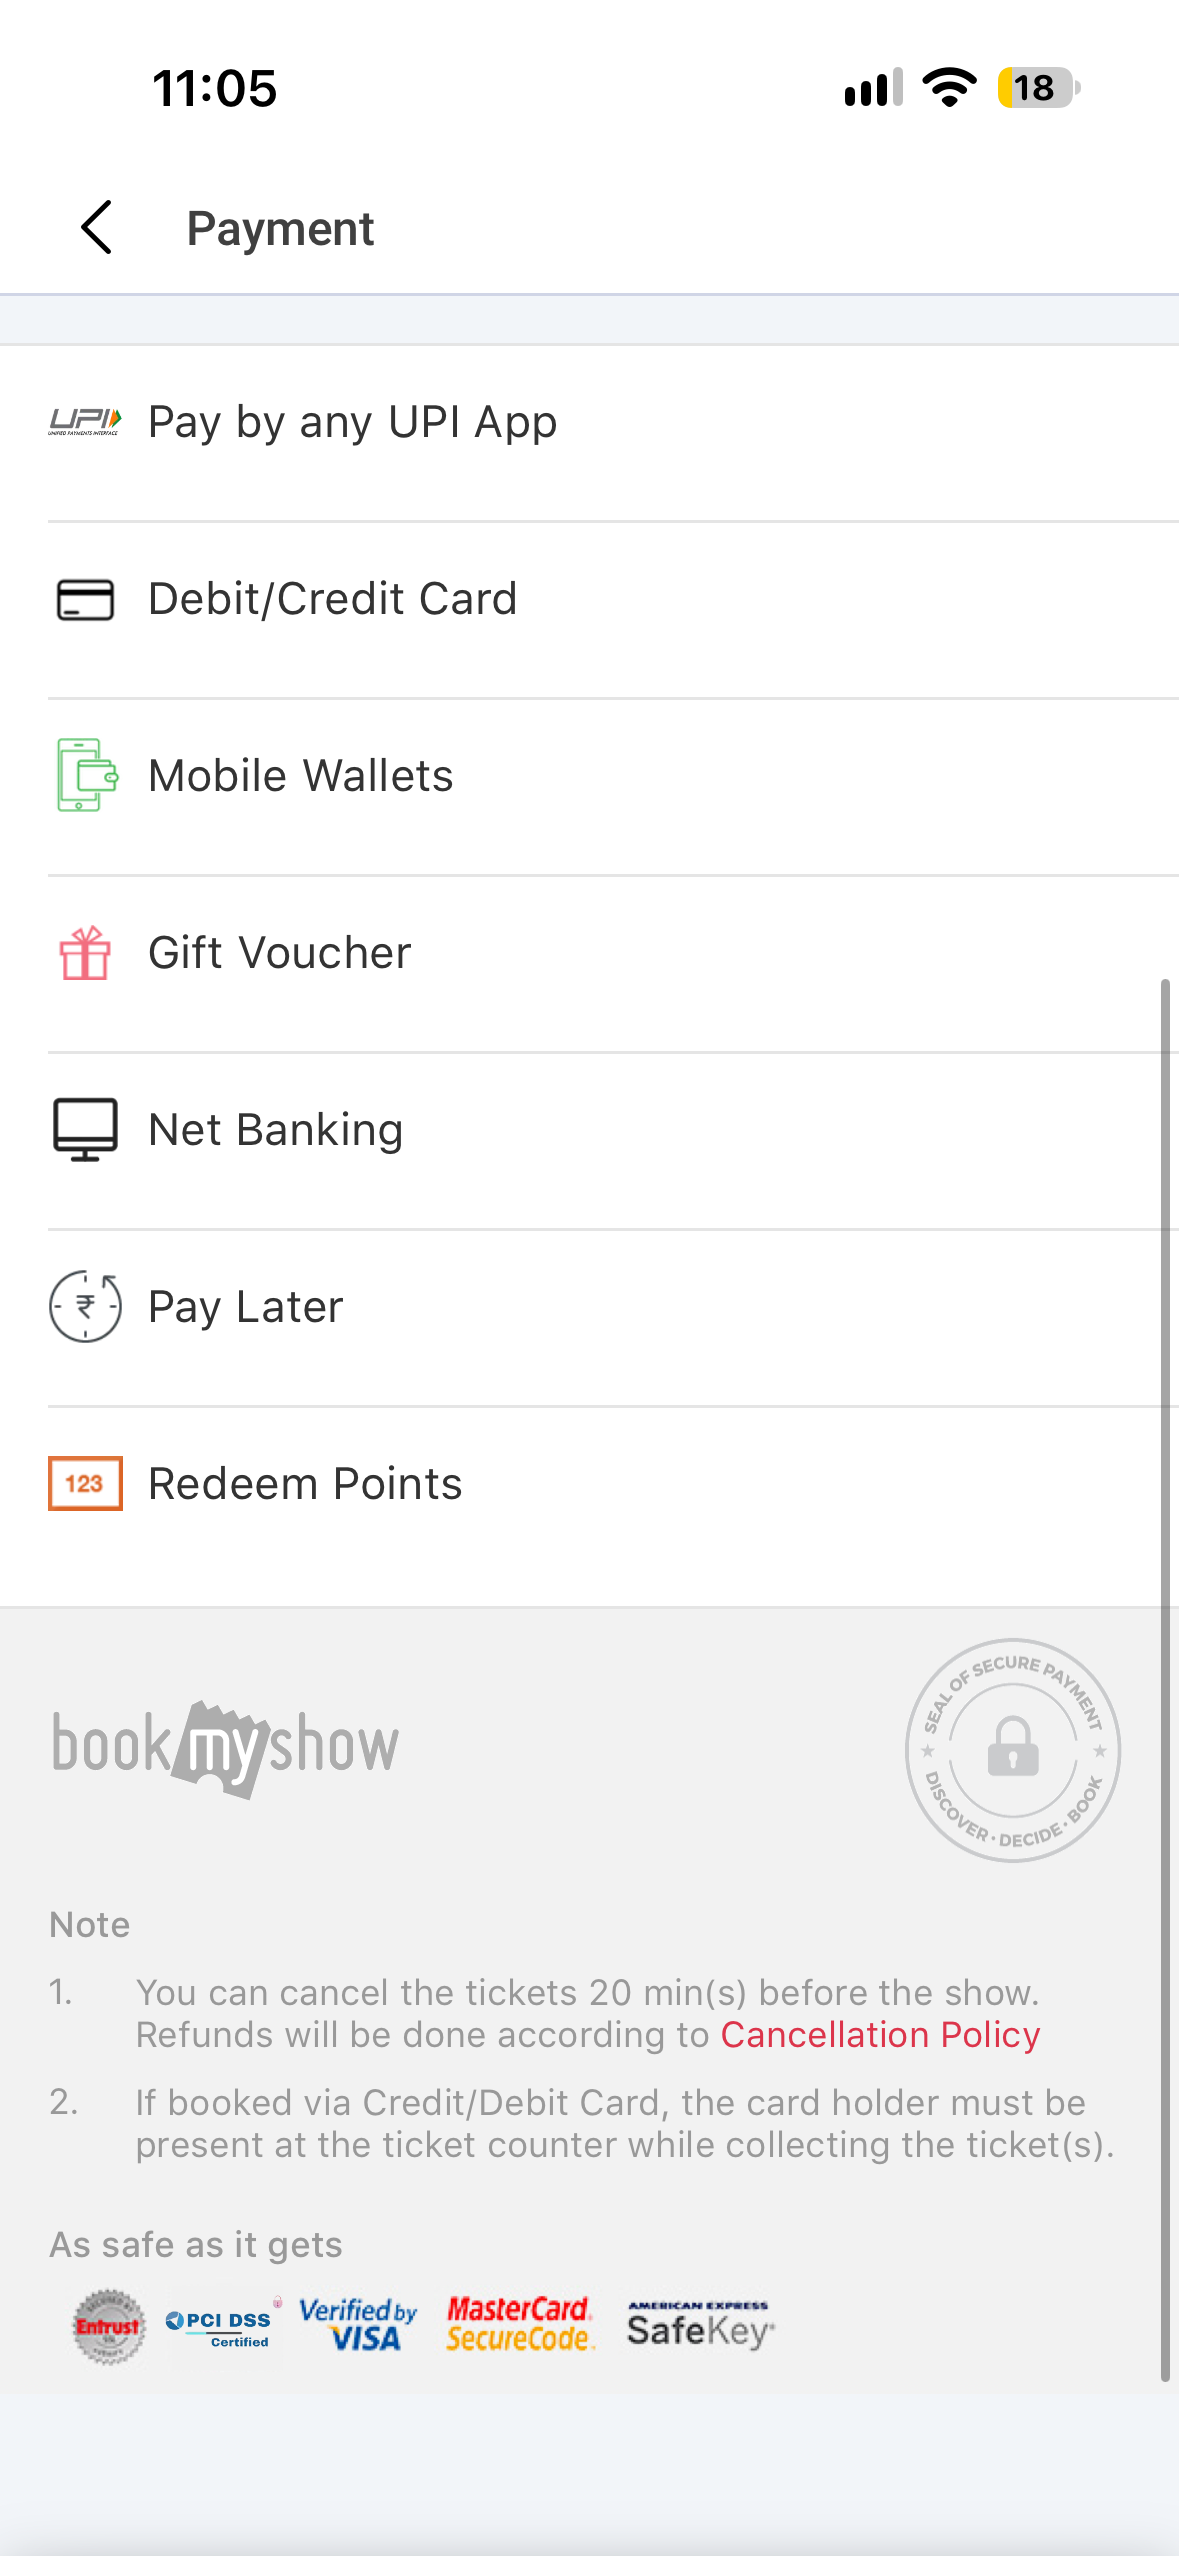 11:05
18
Payment
UPI
UNIFIED PAYMENTS INTERFACE
Pay by any UPI App
Debit/Credit Card
Mobile Wallets
Gift Voucher
Net Banking
₹
Pay Later
123
Redeem Points
bookmyshow
SEAL OF SECURE PAYMENT
DISCOVER · DECIDE · BOOK
Note
1. You can cancel the tickets 20 min(s) before the show.
Refunds will be done according to Cancellation Policy
2. If booked via Credit/Debit Card, the card holder must be
present at the ticket counter while collecting the ticket(s).
As safe as it gets
Entrust
PCI DSS
Certified
Verified by
VISA
MasterCard.
SecureCode.
AMERICAN EXPRESS
SafeKey